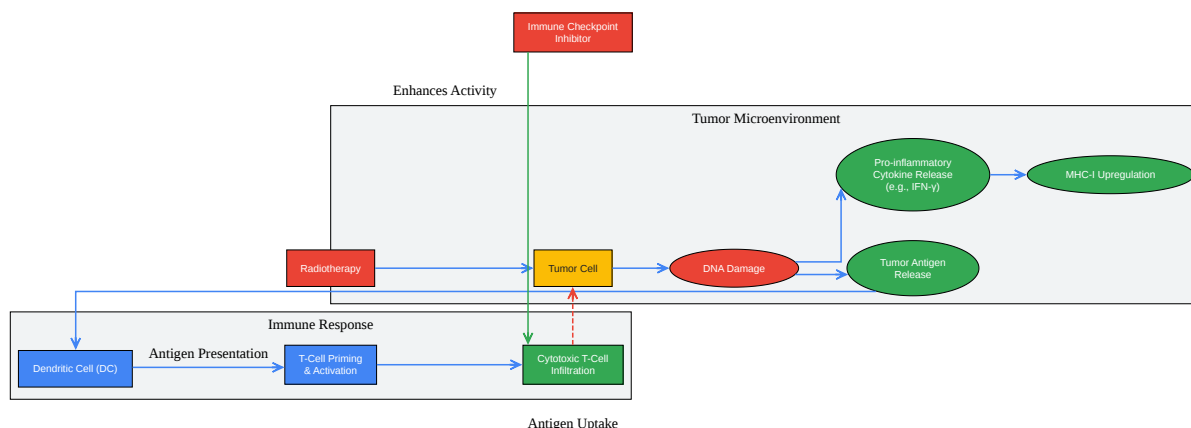 Immune Checkpoint
Inhibitor
Enhances Activity
Tumor Microenvironment
Pro-inflammatory
Cytokine Release
(e.g., IFN-γ)
MHC-I Upregulation
Radiotherapy
Tumor Cell
DNA Damage
Tumor Antigen
Release
Immune Response
Dendritic Cell (DC)
Antigen Presentation
T-Cell Priming
& Activation
Cytotoxic T-Cell
Infiltration
Antigen Uptake